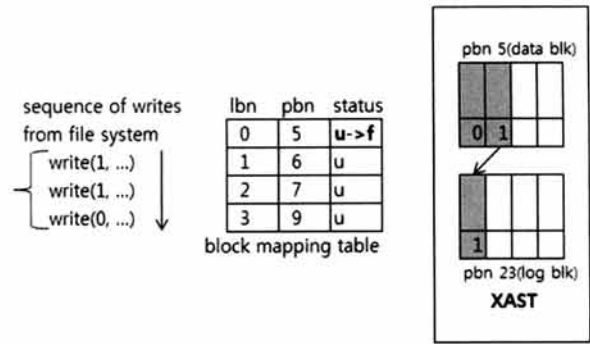 sequence of writes
from file system
write(1, ...)
write(1, ...)
write(0, ...)
lbn pbn status
0 5 u->f
1 6 u
2 7 u
3 9 u
block mapping table
pbn 5(data blk)
0 1
1
pbn 23(log blk)
XAST